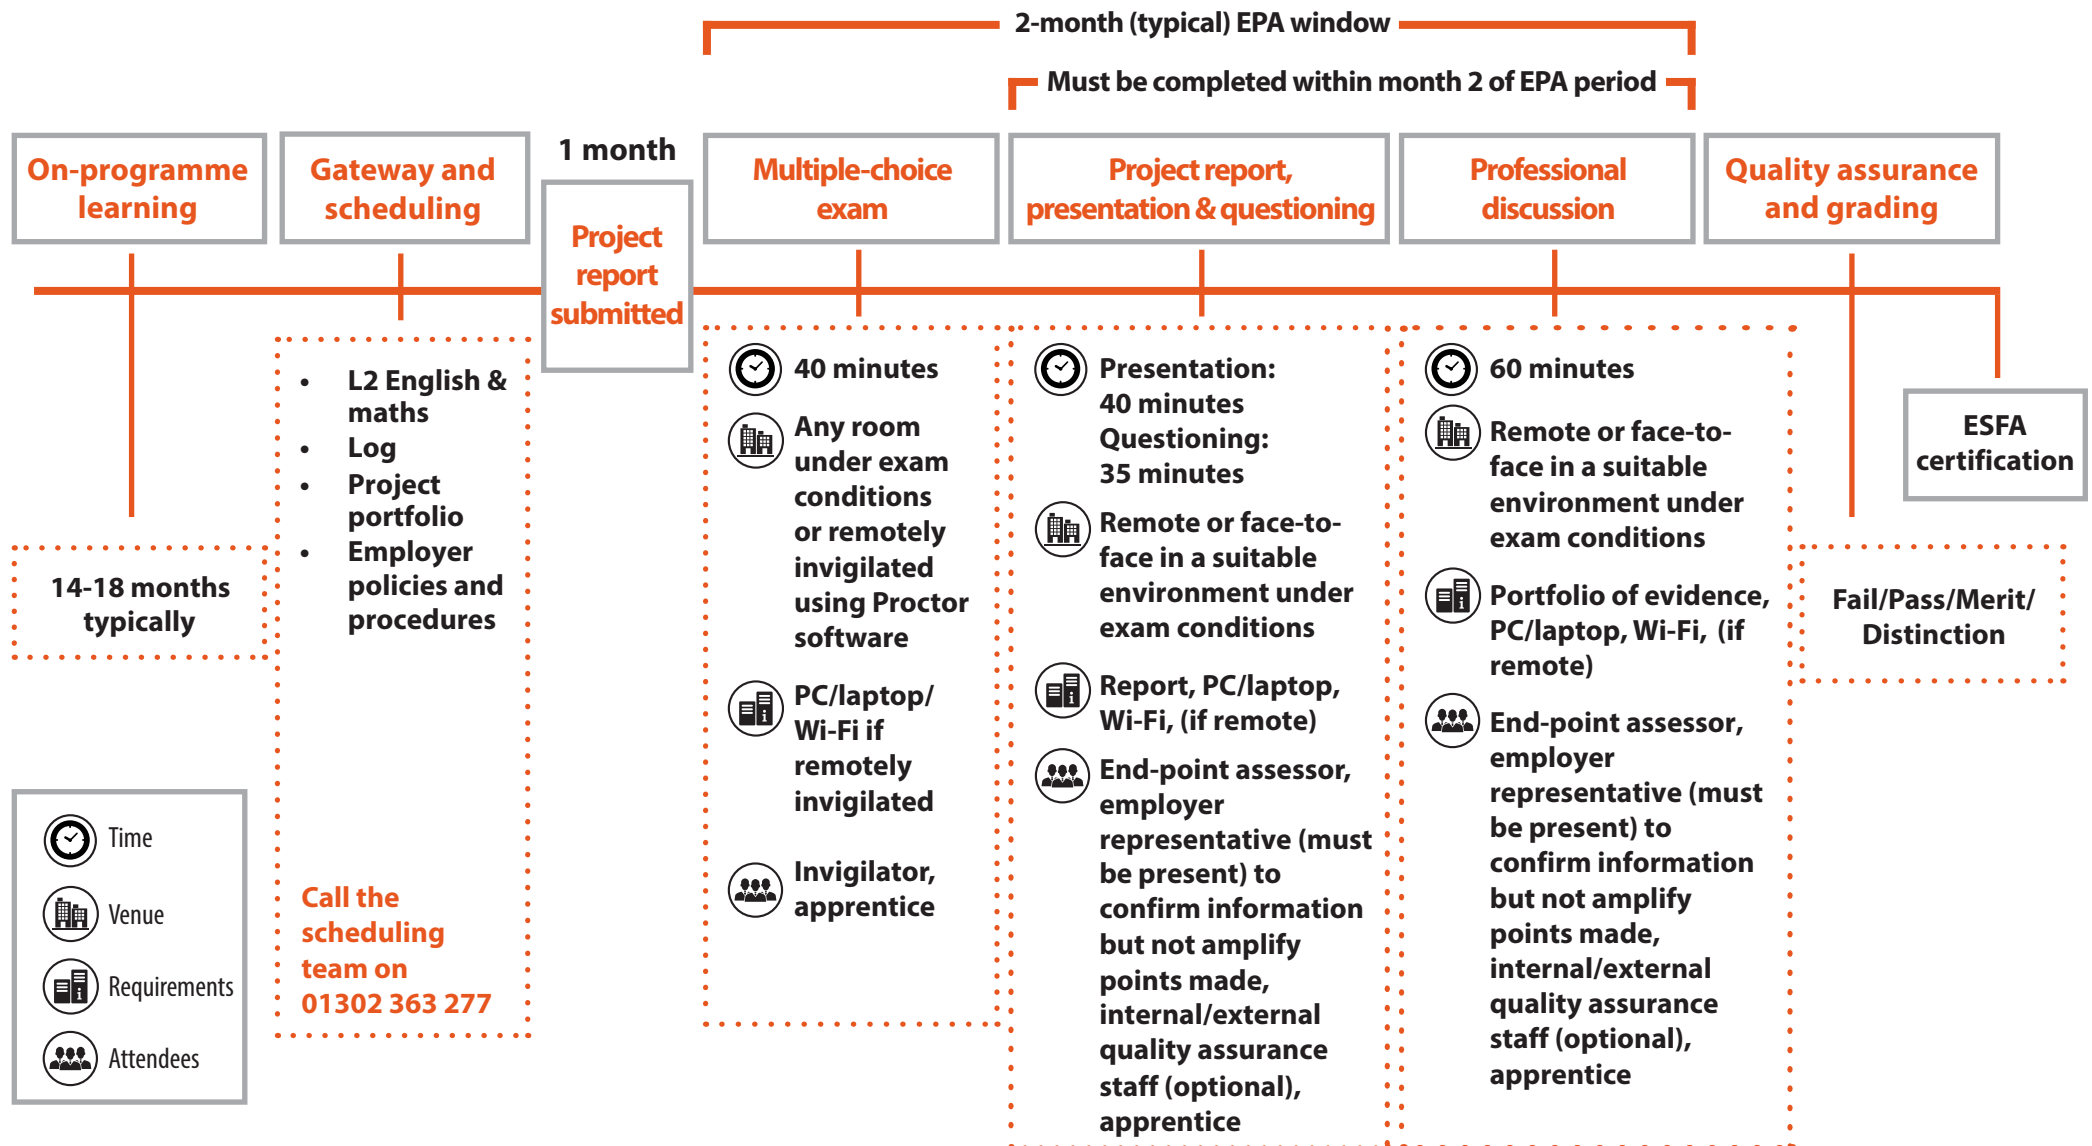 2-month (typical) EPA window
Must be completed within month 2 of EPA period
On-programme
learning
Gateway and
scheduling
1 month
Project
report
submitted
Multiple-choice
exam
Project report,
presentation & questioning
Professional
discussion
Quality assurance
and grading
14-18 months
typically
• L2 English &
maths
• Log
• Project
portfolio
• Employer
policies and
procedures
Call the
scheduling
team on
01302 363 277
40 minutes
Any room
under exam
conditions
or remotely
invigilated
using Proctor
software
PC/laptop/
Wi-Fi if
remotely
invigilated
Invigilator,
apprentice
Presentation:
40 minutes
Questioning:
35 minutes
Remote or face-to-
face in a suitable
environment under
exam conditions
Report, PC/laptop,
Wi-Fi, (if remote)
End-point assessor,
employer
representative (must
be present) to
confirm information
but not amplify
points made,
internal/external
quality assurance
staff (optional),
apprentice
60 minutes
Remote or face-to-
face in a suitable
environment under
exam conditions
Portfolio of evidence,
PC/laptop, Wi-Fi, (if
remote)
End-point assessor,
employer
representative (must
be present) to
confirm information
but not amplify
points made,
internal/external
quality assurance
staff (optional),
apprentice
Fail/Pass/Merit/
Distinction
ESFA
certification
Time
Venue
Requirements
Attendees